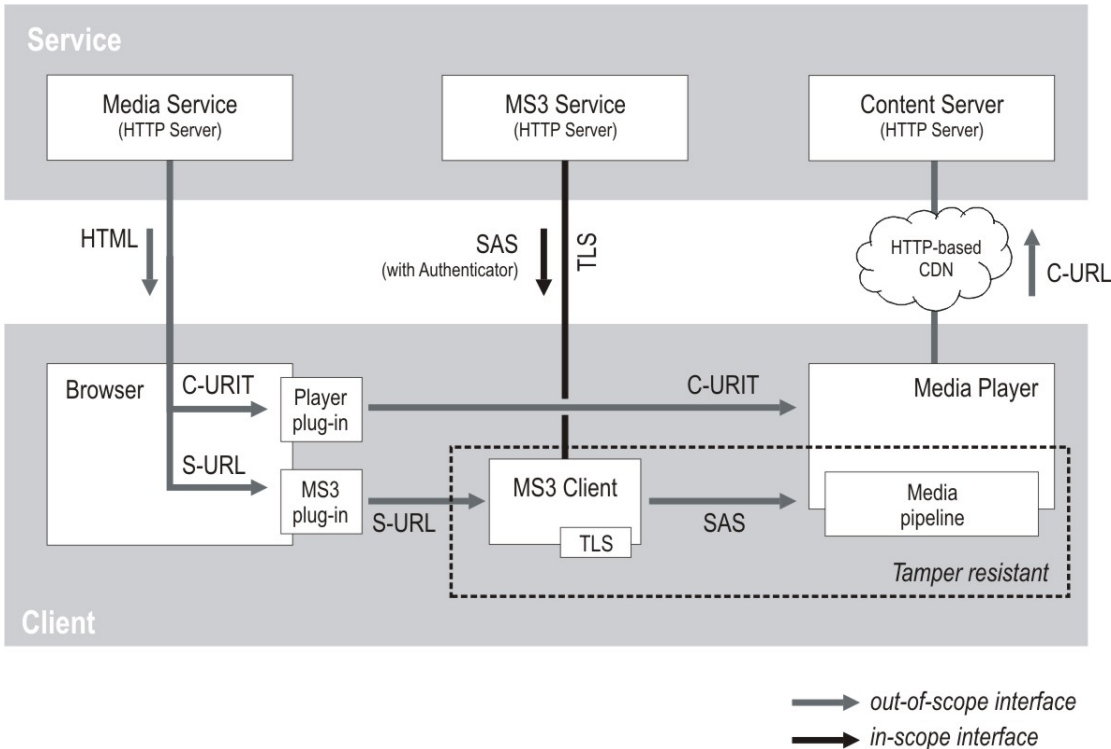 Service
Media Service
(HTTP Server)
MS3 Service
(HTTP Server)
Content Server
(HTTP Server)
HTML
SAS
(with Authenticator)
TLS
HTTP-based
CDN
C-URL
Browser
C-URIT
Player
plug-in
C-URIT
Media Player
S-URL
MS3
plug-in
S-URL
MS3 Client
TLS
SAS
Media
pipeline
Tamper resistant
Client
out-of-scope interface
in-scope interface